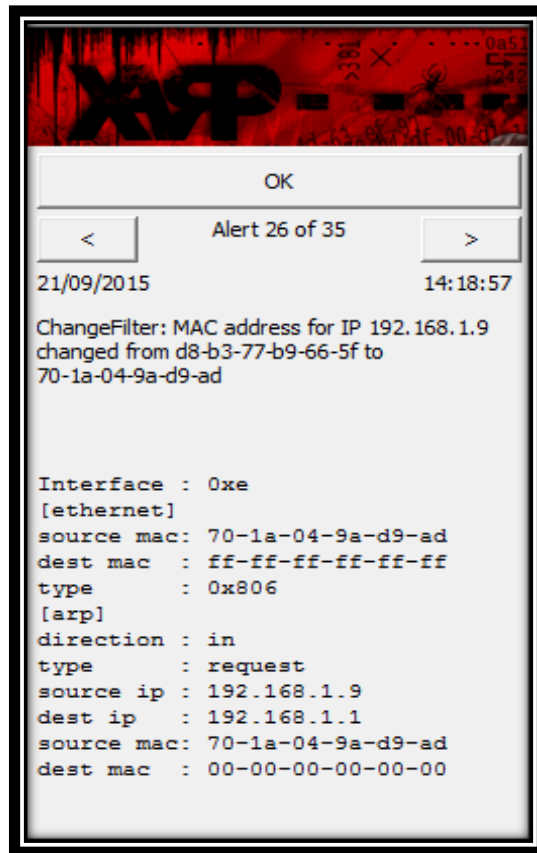 XARP
OK
< Alert 26 of 35 >
21/09/2015 14:18:57
ChangeFilter: MAC address for IP 192.168.1.9
changed from d8-b3-77-b9-66-5f to
70-1a-04-9a-d9-ad
Interface : 0xe
[ethernet]
source mac: 70-1a-04-9a-d9-ad
dest mac  : ff-ff-ff-ff-ff-ff
type      : 0x806
[arp]
direction : in
type      : request
source ip : 192.168.1.9
dest ip   : 192.168.1.1
source mac: 70-1a-04-9a-d9-ad
dest mac  : 00-00-00-00-00-00